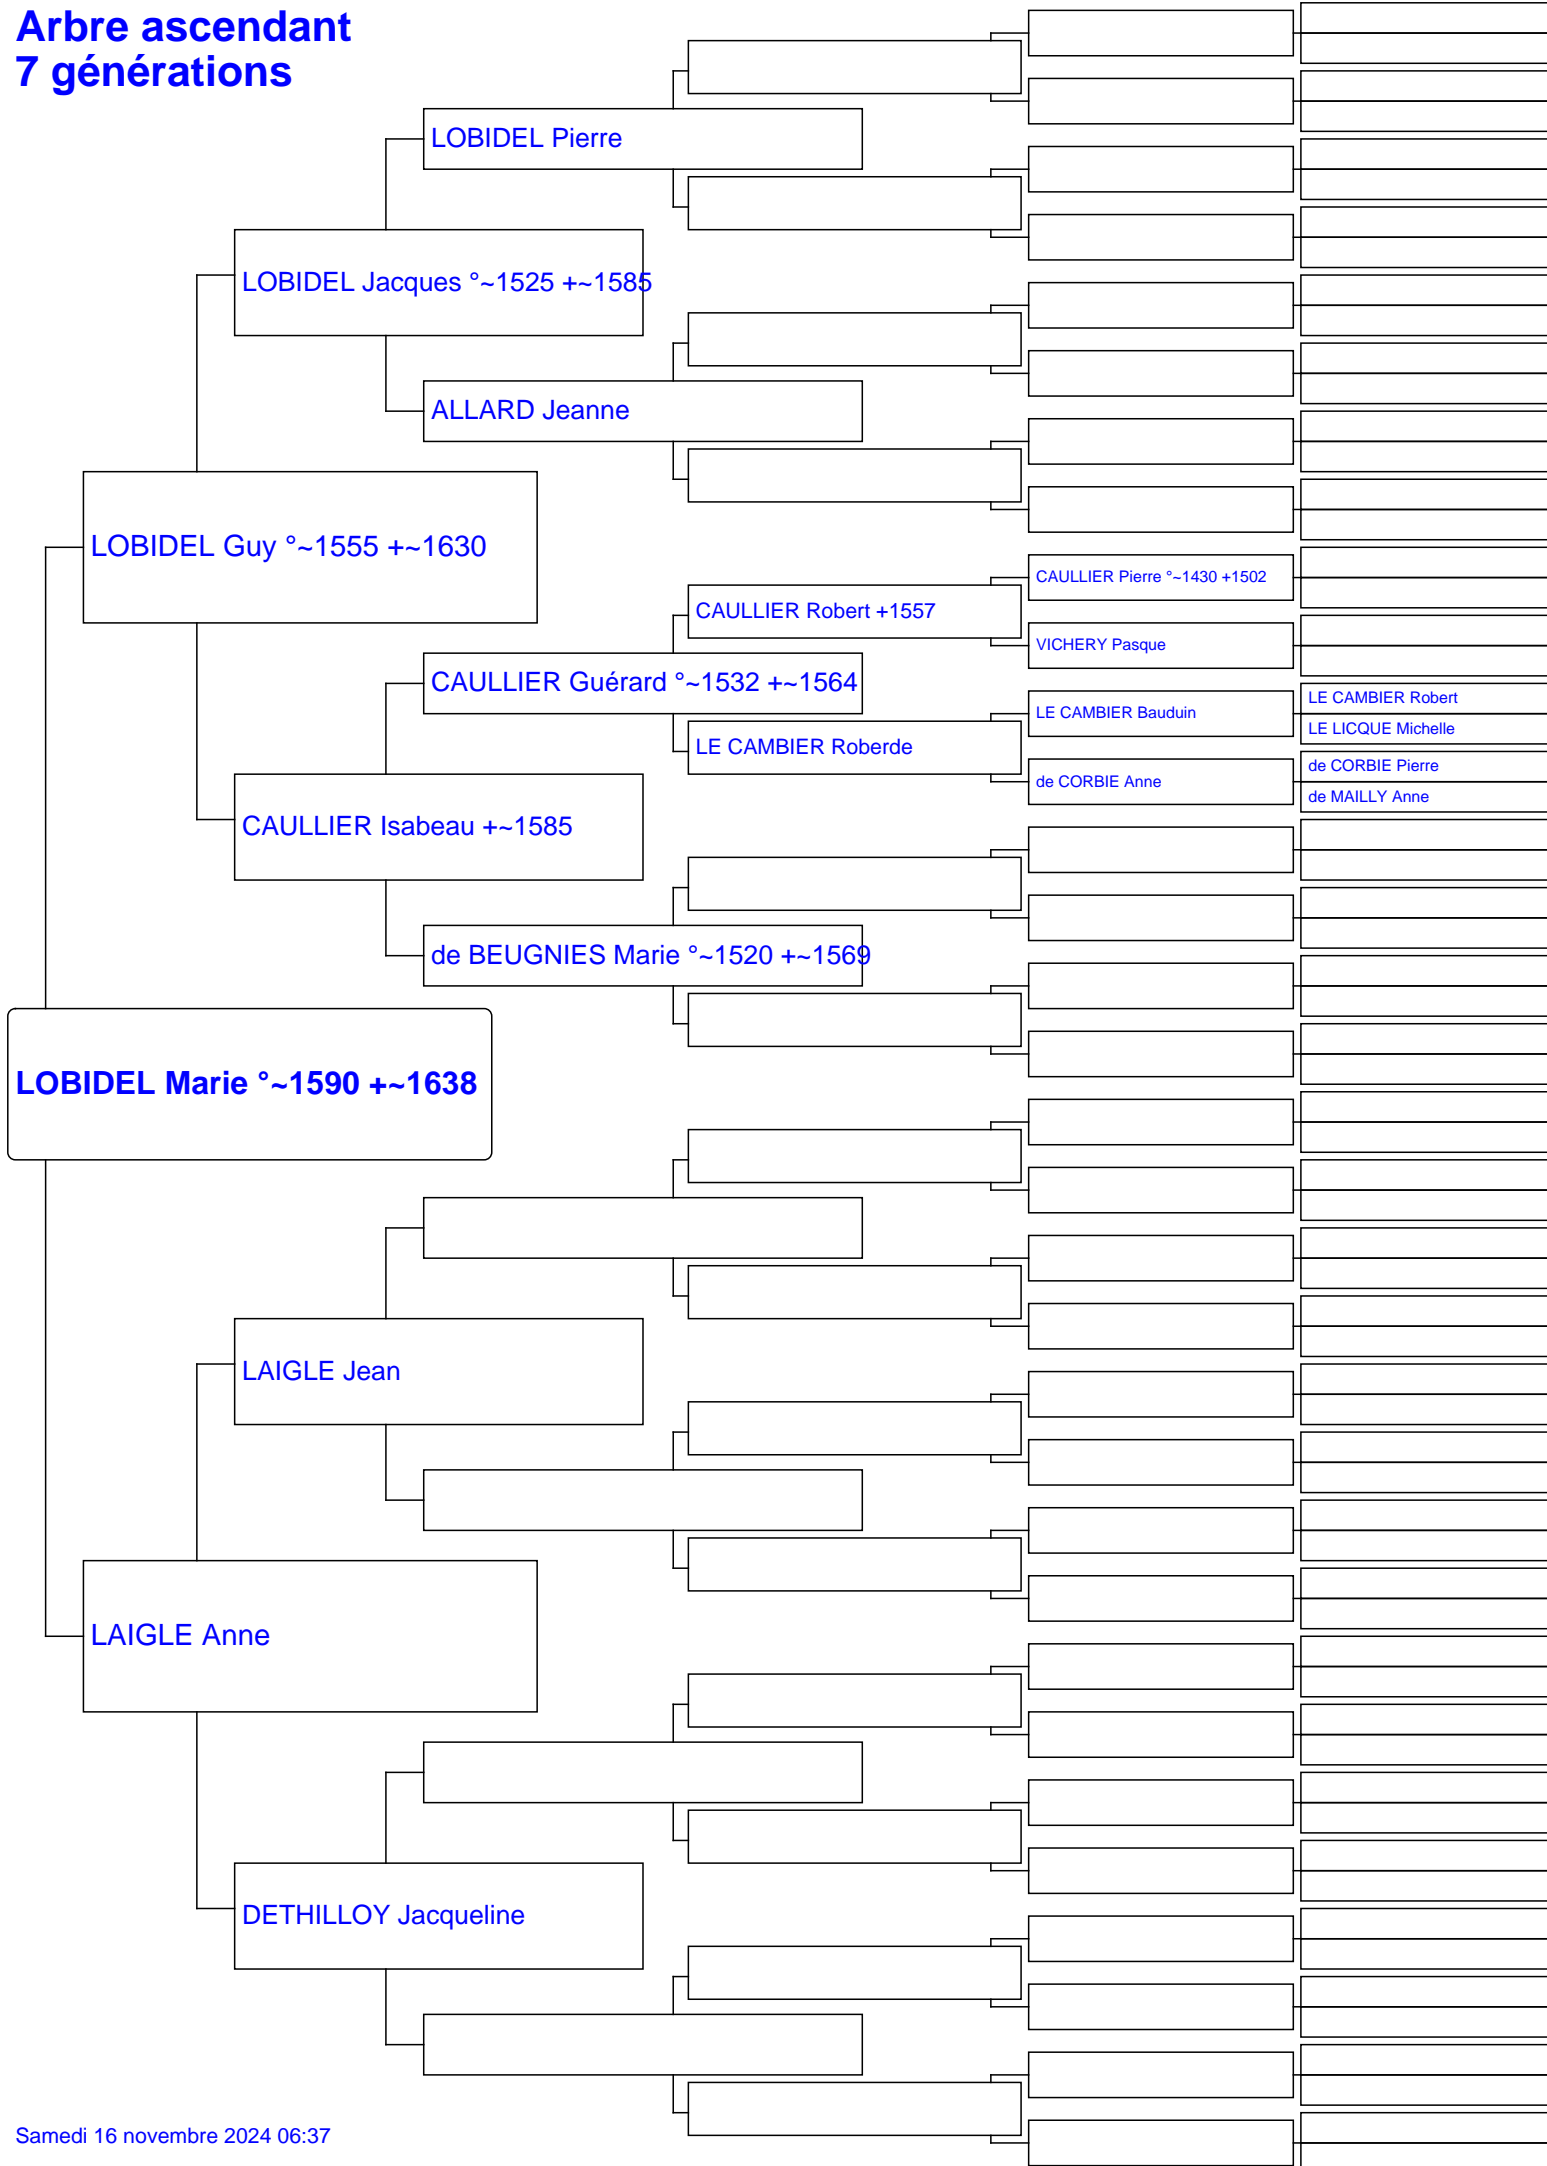 Arbre ascendant
7 générations
LOBIDEL Pierre
LOBIDEL Jacques °~1525 +~1585
ALLARD Jeanne
LOBIDEL Guy °~1555 +~1630
CAULLIER Pierre °~1430 +1502
CAULLIER Robert +1557
VICHERY Pasque
CAULLIER Guérard °~1532 +~1564
LE CAMBIER Robert
LE CAMBIER Bauduin
LE LICQUE Michelle
LE CAMBIER Roberde
de CORBIE Pierre
de CORBIE Anne
de MAILLY Anne
CAULLIER Isabeau +~1585
de BEUGNIES Marie °~1520 +~1569
LOBIDEL Marie °~1590 +~1638
LAIGLE Jean
LAIGLE Anne
DETHILLOY Jacqueline
Samedi 16 novembre 2024 06:37